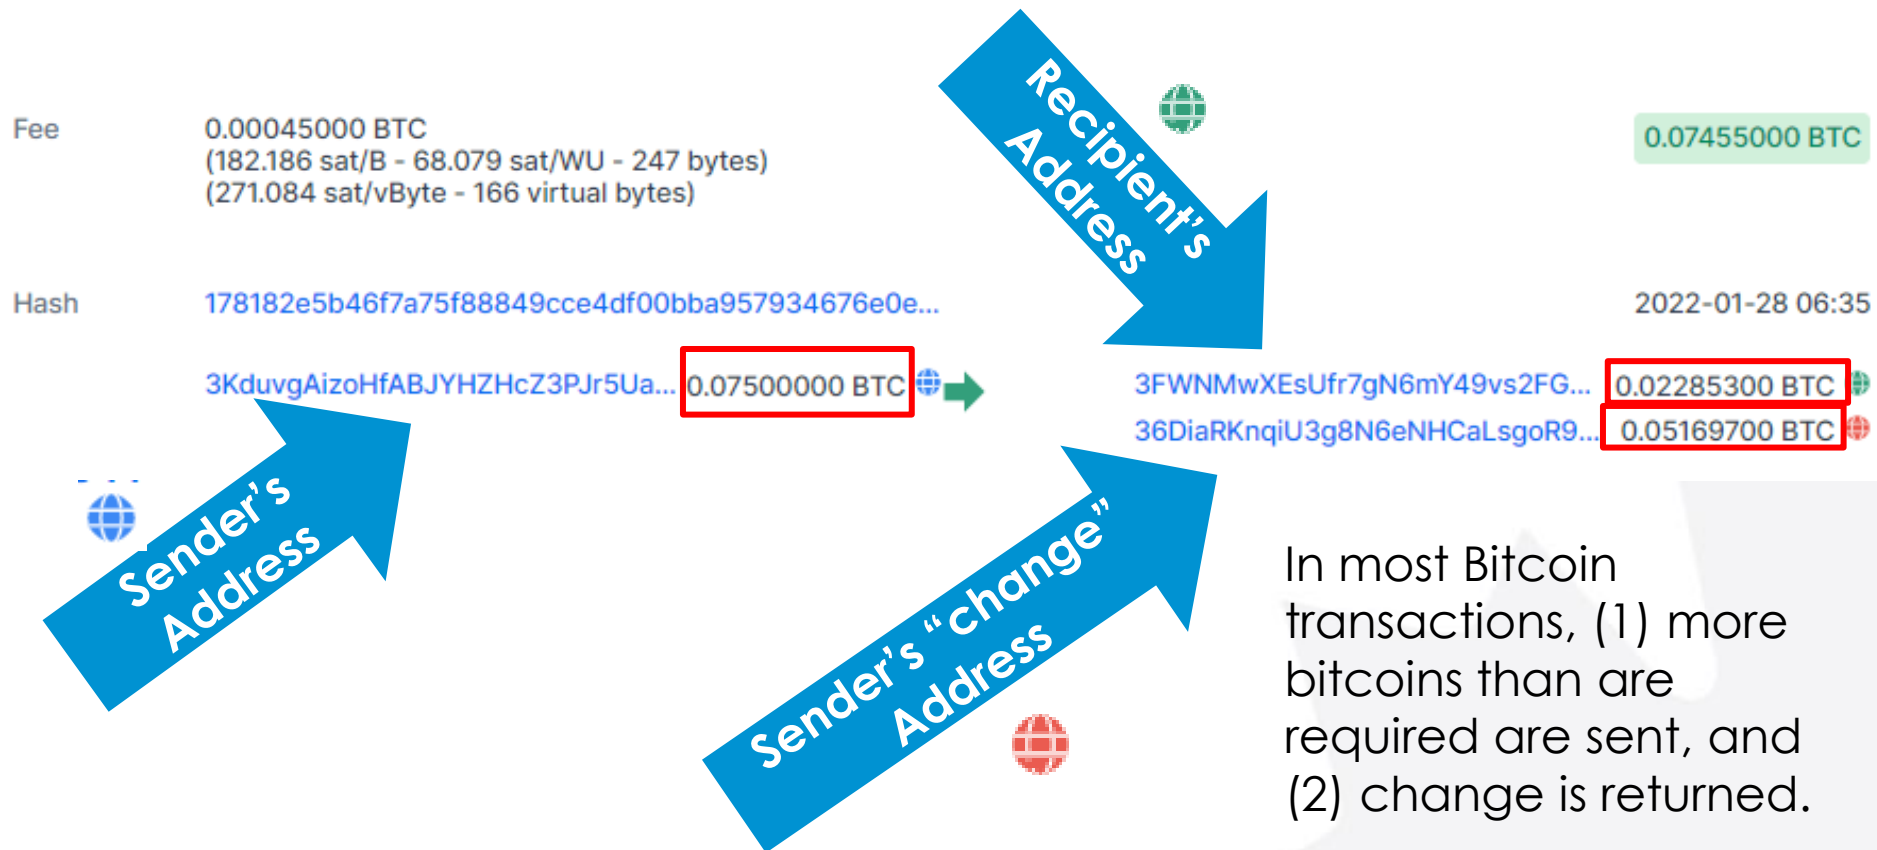 Fee
0.00045000 BTC
(182.186 sat/B - 68.079 sat/WU - 247 bytes)
(271.084 sat/vByte - 166 virtual bytes)
Recipient's
Address
0.07455000 BTC
Hash
178182e5b46f7a75f88849cce4df00bba957934676e0e...
2022-01-28 06:35
3KduvgAizoHfABJYHZHcZ3PJr5Ua...
0.07500000 BTC
3FWNMwXEsUfr7gN6mY49vs2FG...
0.02285300 BTC
36DiaRKnqiU3g8N6eNHCaLsgoR9...
0.05169700 BTC
Sender's
Address
Sender's “change”
Address
In most Bitcoin
transactions, (1) more
bitcoins than are
required are sent, and
(2) change is returned.